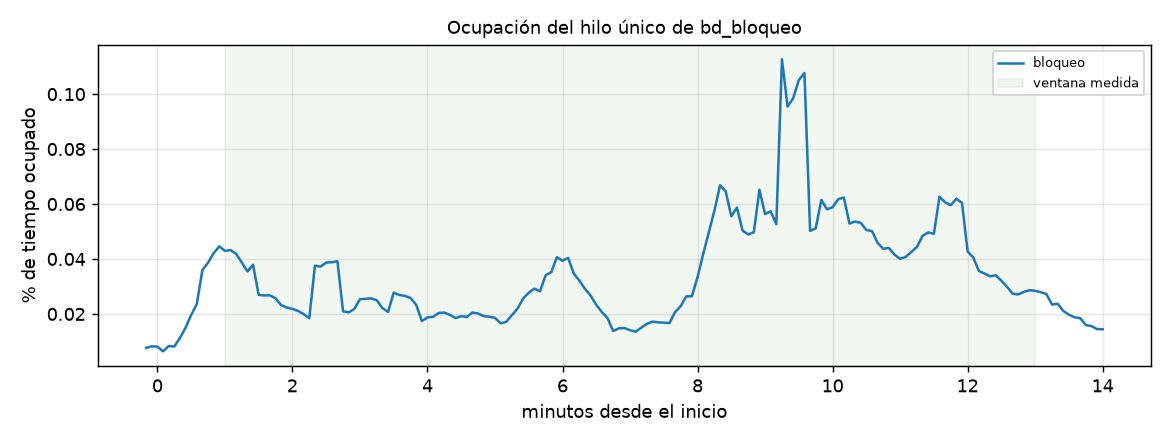 Ocupación del hilo único de bd_bloqueo
% de tiempo ocupado
0.10
0.08
0.06
0.04
0.02
bloqueo
ventana medida
0 2 4 6 8 10 12 14
minutos desde el inicio